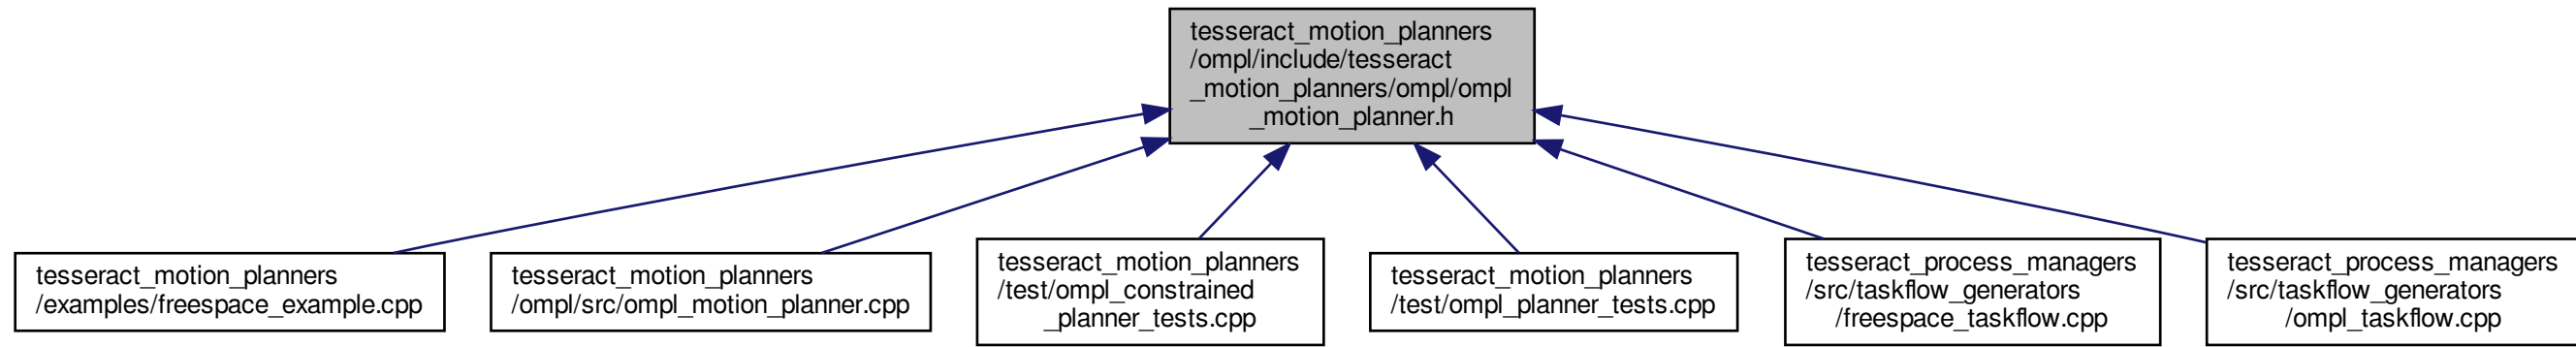 tesseract_motion_planners
/ompl/include/tesseract
_motion_planners/ompl/ompl
_motion_planner.h
tesseract_motion_planners
/examples/freespace_example.cpp
tesseract_motion_planners
/ompl/src/ompl_motion_planner.cpp
tesseract_motion_planners
/test/ompl_constrained
_planner_tests.cpp
tesseract_motion_planners
/test/ompl_planner_tests.cpp
tesseract_process_managers
/src/taskflow_generators
/freespace_taskflow.cpp
tesseract_process_managers
/src/taskflow_generators
/ompl_taskflow.cpp